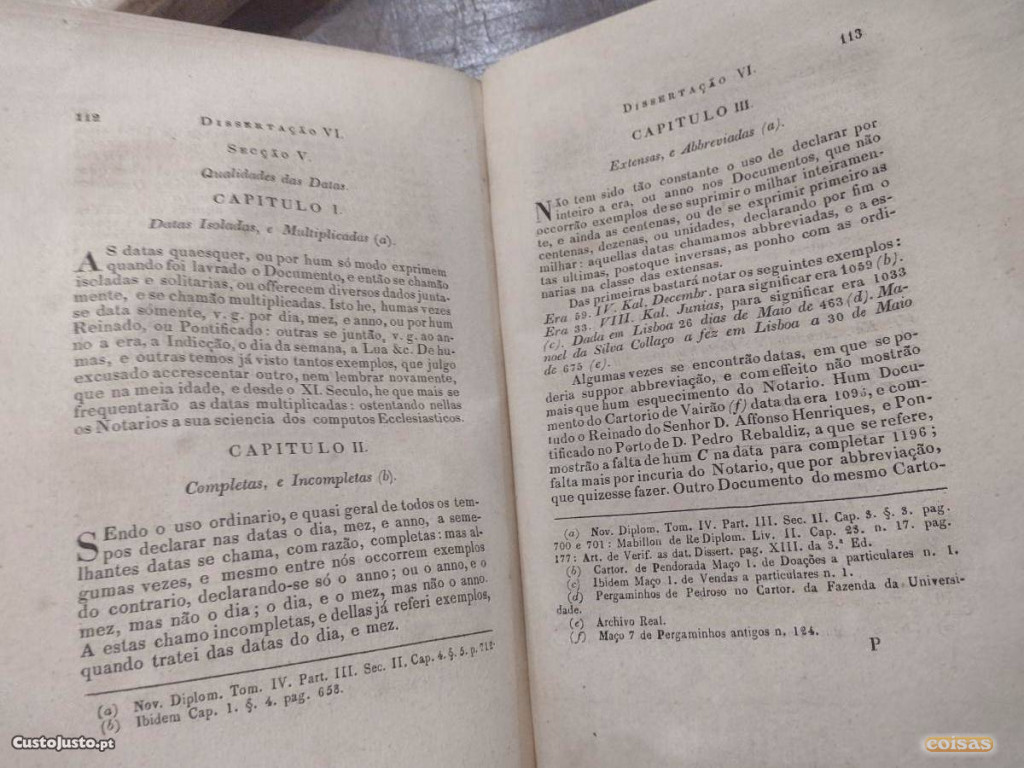 112
DISSERTAÇÃO VI.
SECÇÃO V.
Qualidades das Datas.
CAPITULO I.
Datas Isoladas, e Multiplicadas (a).
AS datas quaesquer, ou por hum só modo exprimem
quando foi lavrado o Documento, e então se chamão
isoladas e solitarias, ou offerecem diversos dados junta-
mente, e se chamão multiplicadas. Isto he, humas vezes
se data sómente, v. g. por dia, mez, e anno, ou por hum
Reinado, ou Pontificado: outras se juntão, v. g. ao an-
no a era, a Indicção, o dia da semana, a Lua &c. De hu-
mas, e outras temos já visto tantos exemplos, que julgo
excusado accrescentar outro, nem lembrar novamente,
que na meia idade, e desde o XI. Seculo, he que mais se
frequentarão as datas multiplicadas: ostentando nellas
os Notarios a sua sciencia dos computos Ecclesiasticos.
CAPITULO II.
Completas, e Incompletas (b).
SEndo o uso ordinario, e quasi geral de todos os tem-
pos declarar nas datas o dia, mez, e anno, a seme-
lhantes datas se chama, com razão, completas: mas al-
gumas vezes, e mesmo entre nós occorrem exemplos
do contrario, declarando-se só o anno; ou o anno, e o
mez, mas não o dia; o dia, e o mez, mas não o anno.
A estas chamo incompletas, e dellas já referi exemplos,
quando tratei das datas do dia, e mez.
(a) Nov. Diplom. Tom. IV. Part. III. Sec. II. Cap. 4. §. 5. p. 712.
(b) Ibidem Cap. 1. §. 4. pag. 658.
113
DISSERTAÇÃO VI.
CAPITULO III.
Extensas, e Abbreviadas (a).
NÃo tem sido tão constante o uso de declarar por
inteiro a era, ou anno nos Documentos, que não
occorrão exemplos de se suprimir o milhar inteiramen-
te, e ainda as centenas, ou de se exprimir primeiro as
centenas, dezenas, ou unidades, declarando por fim o
milhar: aquellas datas chamamos abbreviadas, e a es-
tas ultimas, postoque inversas, as ponho com as ordi-
narias na classe das extensas.
Das primeiras bastará notar os seguintes exemplos:
Era 59. IV. Kal. Decembr. para significar era 1059 (b).
Era 33. VIII. Kal. Junias, para significar era 1033
(c). Dada em Lisboa 26 dias de Maio de 463 (d). Ma-
noel da Silva Collaço a fez em Lisboa a 30 de Maio
de 675 (e).
Algumas vezes se encontrão datas, em que se po-
deria suppor abbreviação, e com effeito não mostrão
mais que hum esquecimento do Notario. Hum Docu-
mento do Cartorio de Vairão (f) data da era 1096, e com-
tudo o Reinado do Senhor D. Affonso Henriques, e Pon-
tificado no Porto de D. Pedro Rebaldiz, a que se refere,
mostrão a falta de hum C na data para completar 1196;
falta mais por incuria do Notario, que por abbreviação,
que quizesse fazer. Outro Documento do mesmo Carto-
(a) Nov. Diplom. Tom. IV. Part. III. Sec. II. Cap. 3. §. 3. pag.
700 e 701: Mabillon de Re Diplom. Liv. II. Cap. 23. n. 17. pag.
177: Art. de Verif. as dat. Dissert. pag. XIII. da 3.ª Ed.
(b) Cartor. de Pendorada Maço 1. de Doações a particulares n. 1.
(c) Ibidem Maço 1. de Vendas a particulares n. 1.
(d) Pergaminhos de Pedroso no Cartor. da Fazenda da Universi-
dade.
(e) Archivo Real.
(f) Maço 7 de Pergaminhos antigos n. 124.
P
CustoJusto.pt
coisas